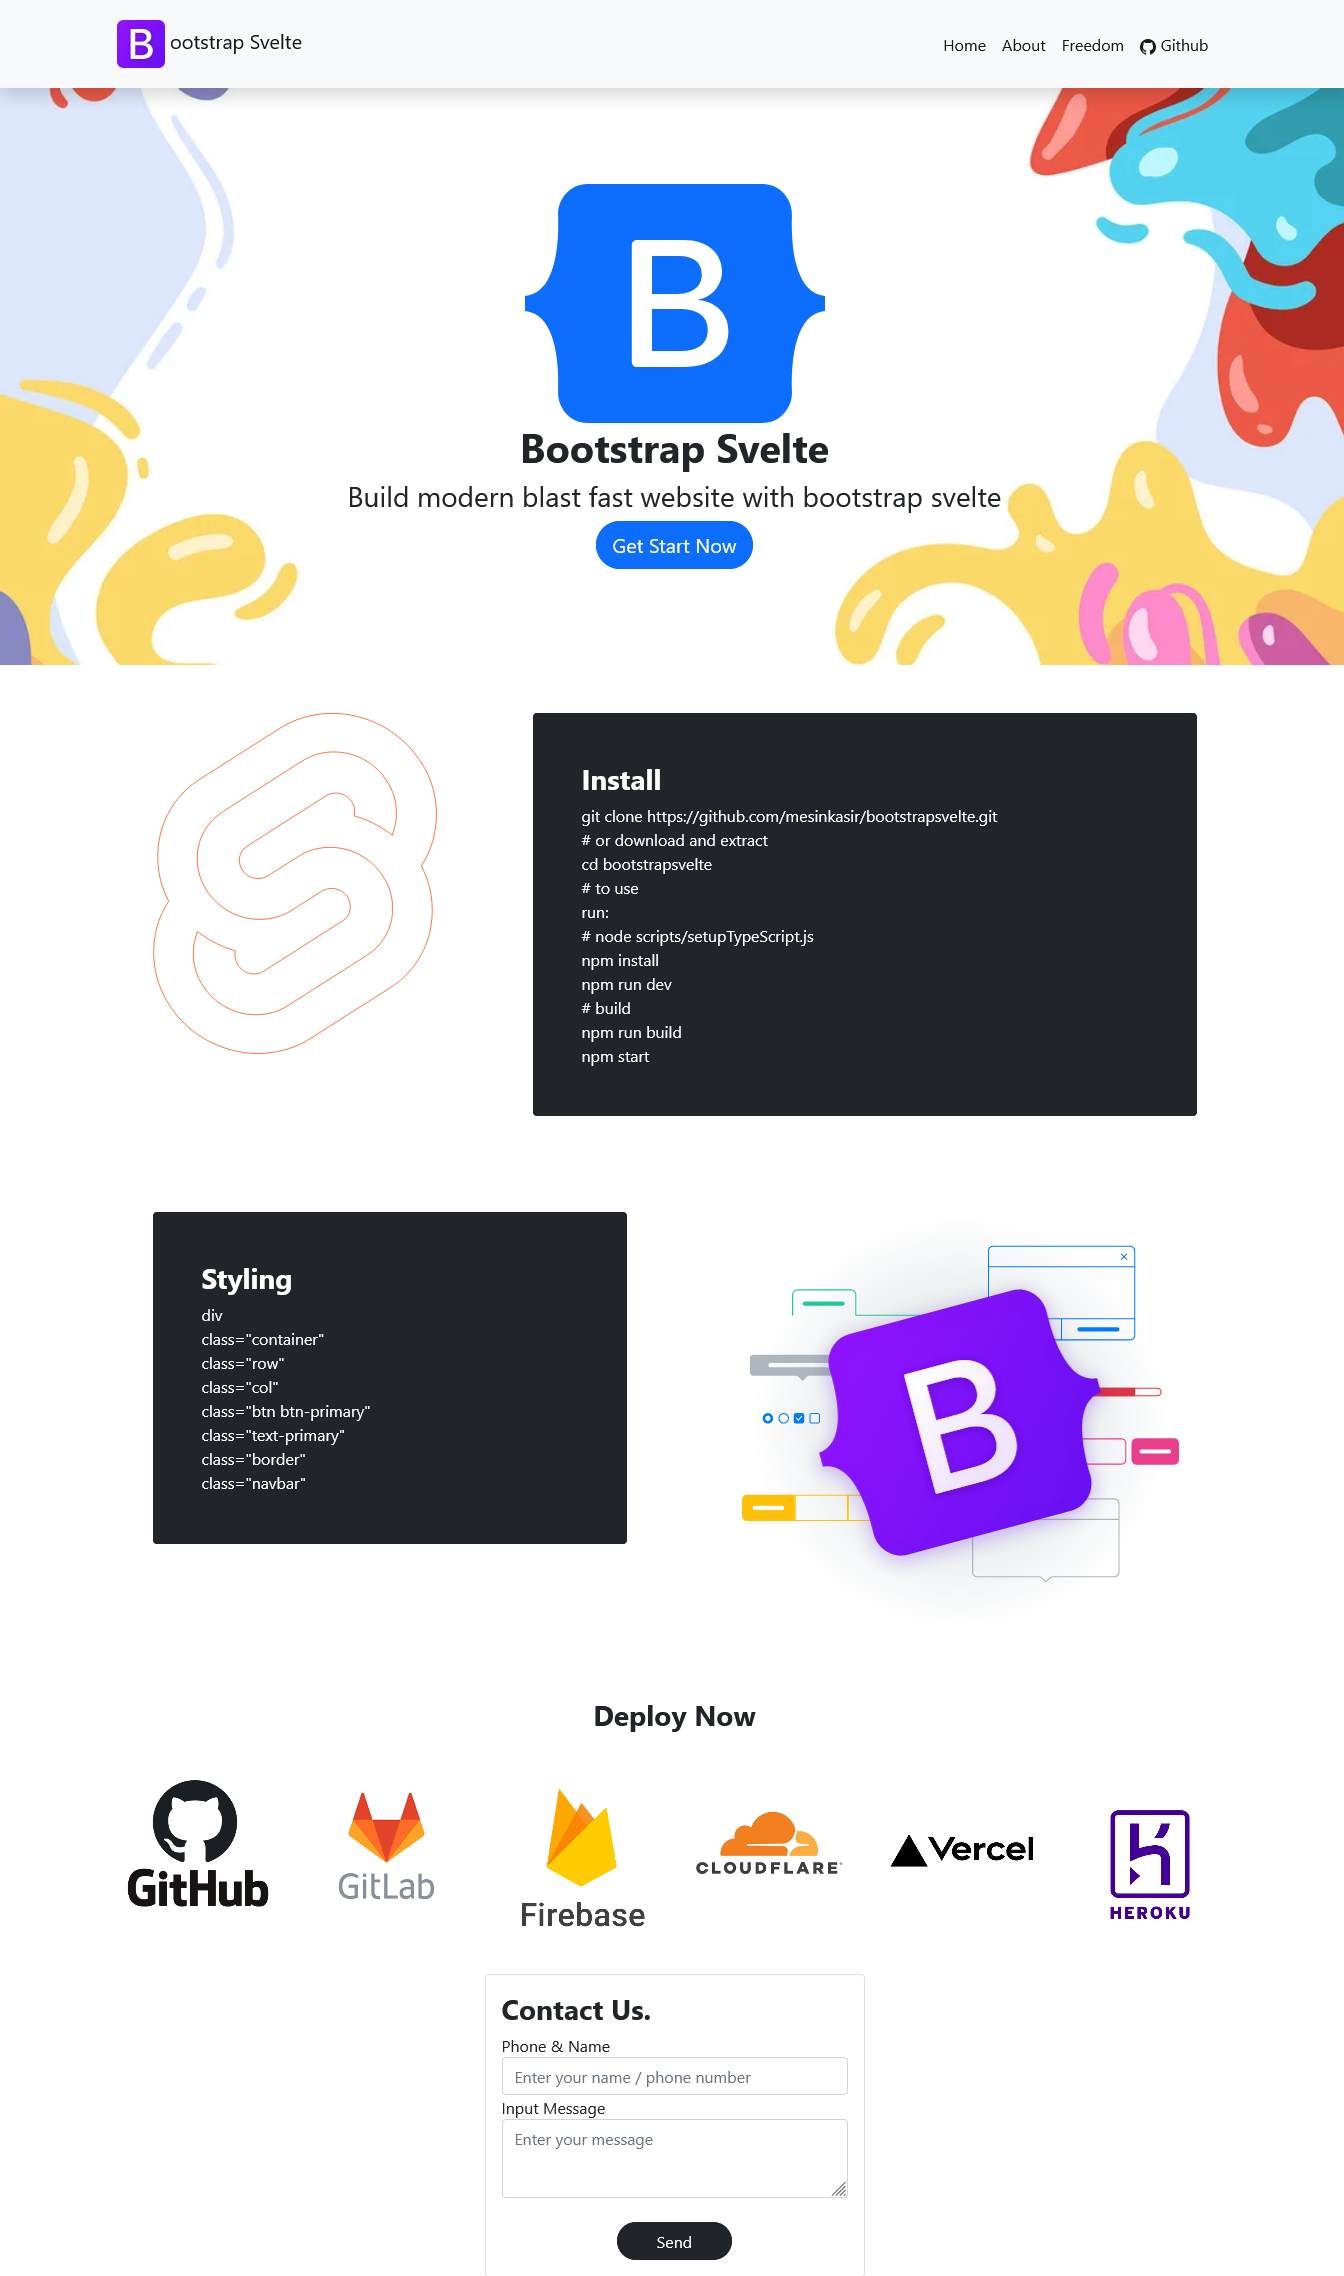 B ootstrap Svelte
Home About Freedom Github
B
Bootstrap Svelte
Build modern blast fast website with bootstrap svelte
Get Start Now
Install
git clone https://github.com/mesinkasir/bootstrapsvelte.git
# or download and extract
cd bootstrapsvelte
# to use
run:
# node scripts/setupTypeScript.js
npm install
npm run dev
# build
npm run build
npm start
Styling
div
class="container"
class="row"
class="col"
class="btn btn-primary"
class="text-primary"
class="border"
class="navbar"
B
Deploy Now
GitHub
GitLab
Firebase
CLOUDFLARE
Vercel
HEROKU
Contact Us.
Phone & Name
Enter your name / phone number
Input Message
Enter your message
Send